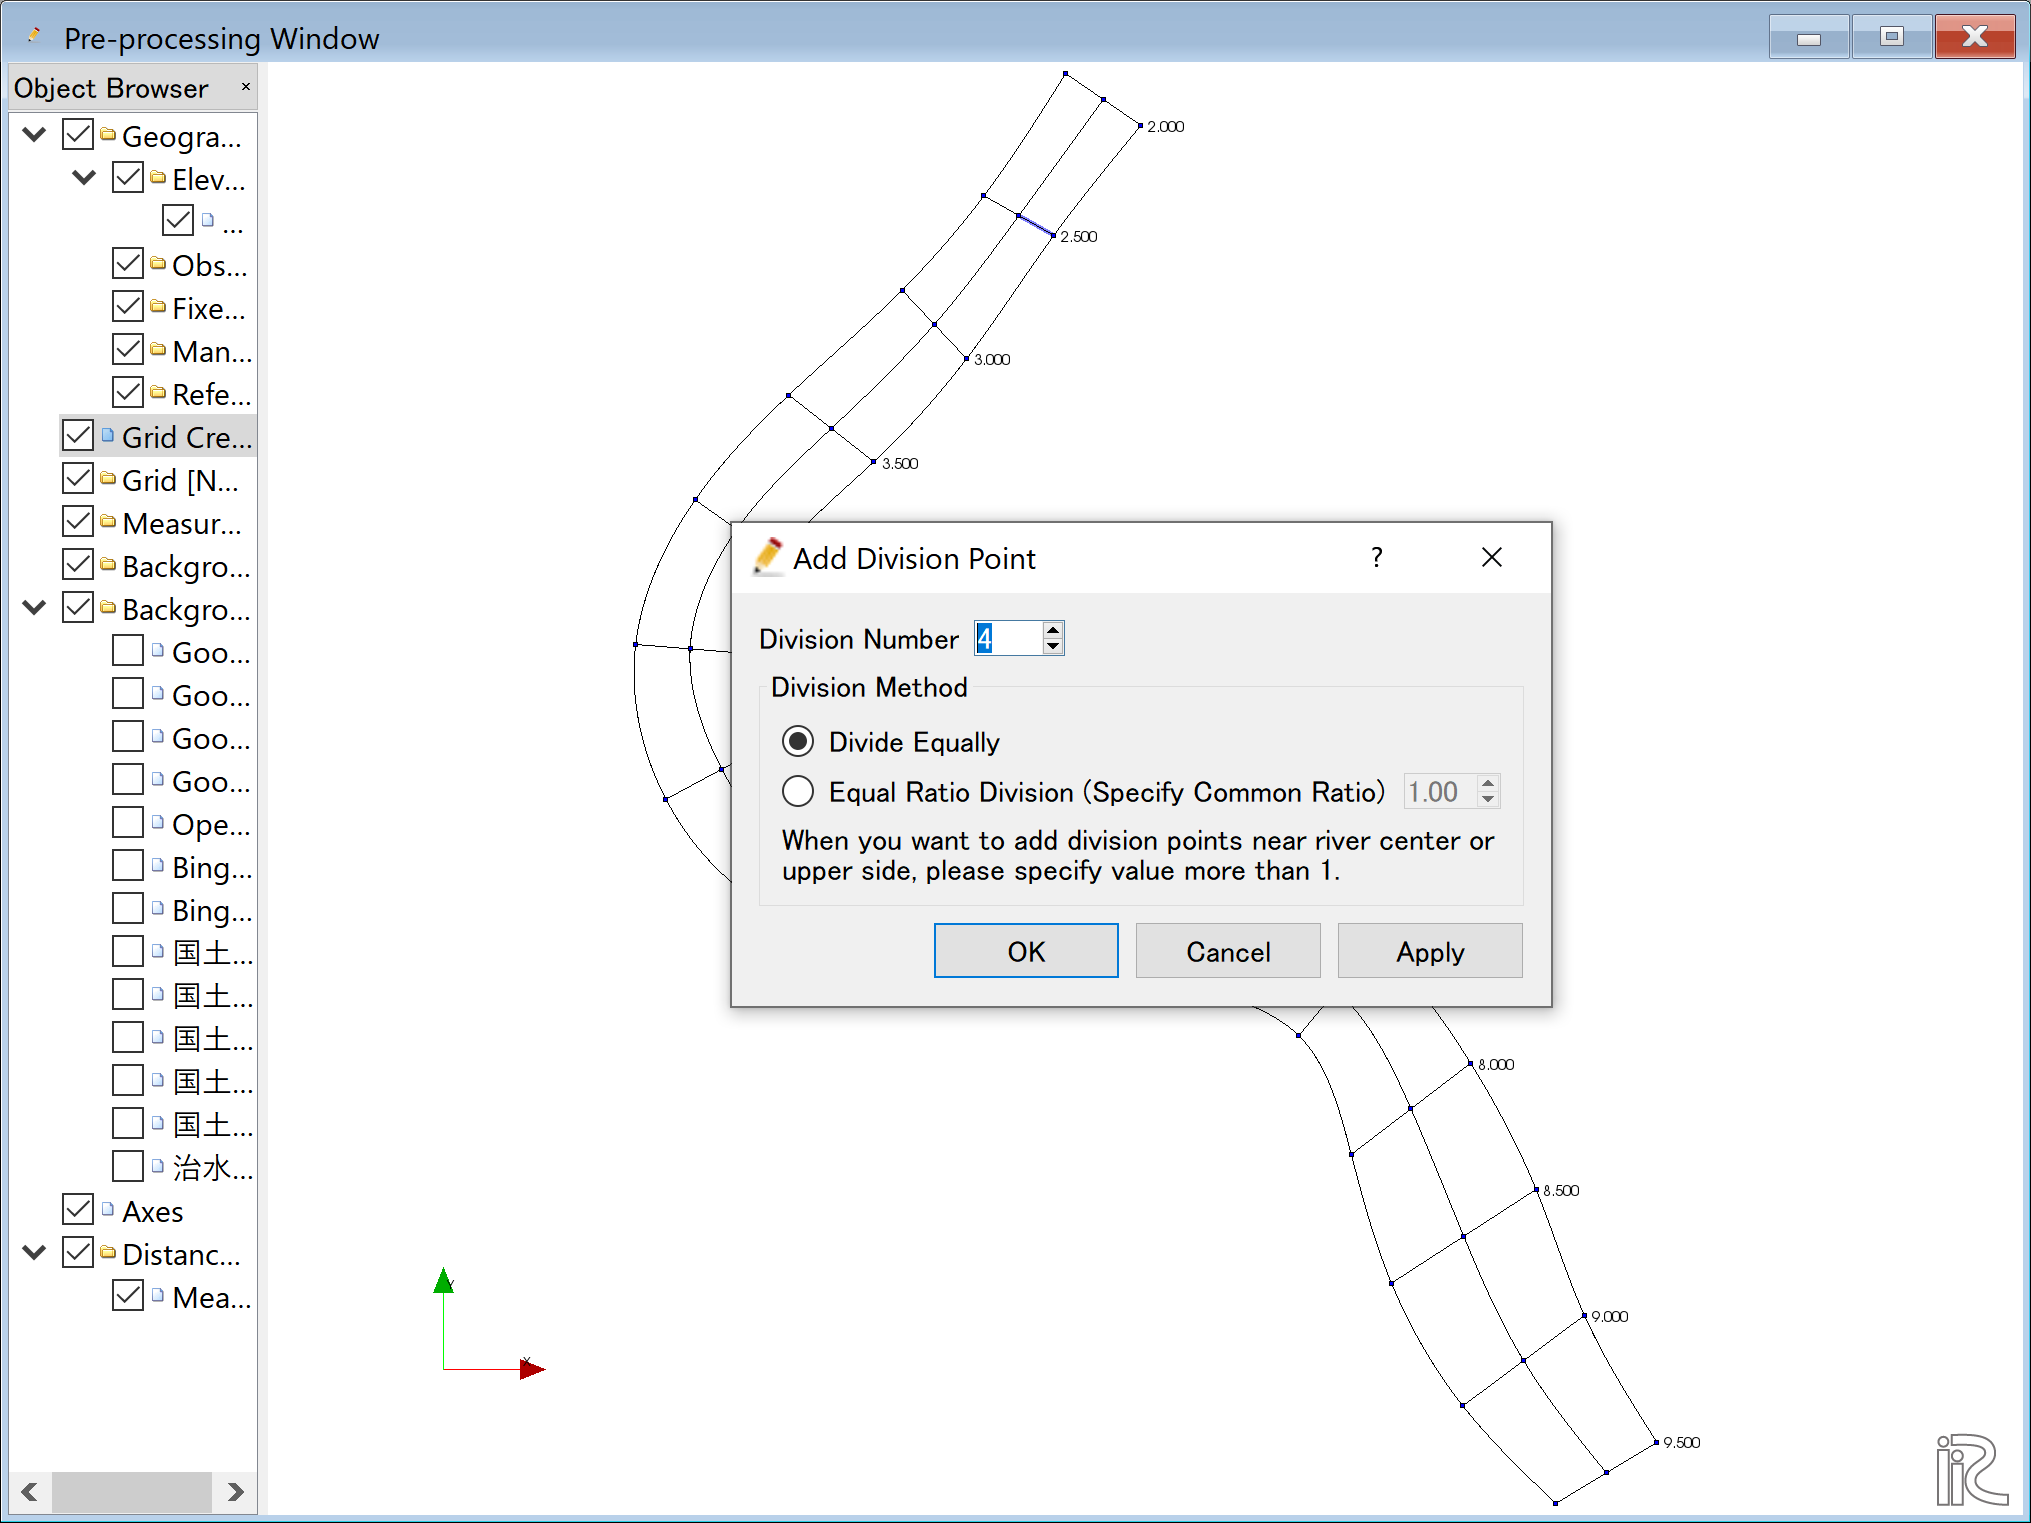 Pre-processing Window
Object Browser ×
Geogra...
Elev...
...
Obs...
Fixe...
Man...
Refe...
Grid Cre...
Grid [N...
Measur...
Backgro...
Backgro...
Goo...
Goo...
Goo...
Goo...
Ope...
Bing...
Bing...
国土...
国土...
国土...
国土...
国土...
治水...
Axes
Distanc...
Mea...
2.000
2.500
3.000
3.500
Add Division Point ?
Division Number 4
Division Method
Divide Equally
Equal Ratio Division (Specify Common Ratio) 1.00
When you want to add division points near river center or
upper side, please specify value more than 1.
OK Cancel Apply
8.000
8.500
9.000
9.500
Y
X
iRIC